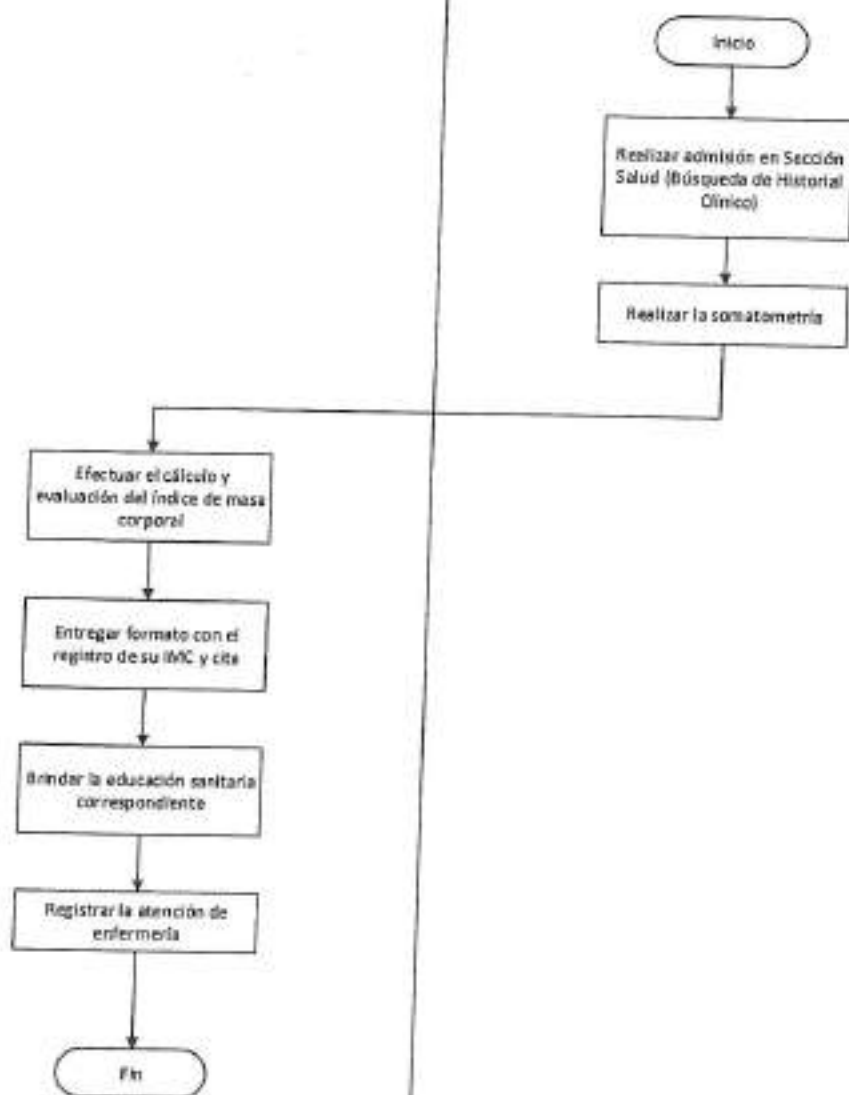 Inicio
Realizar admisión en Sección
Salud (Búsqueda de Historial
Clínico)
Realizar la somatometría
Efectuar el cálculo y
evaluación del índice de masa
corporal
Entregar formato con el
registro de su IMC y cita
Brindar la educación sanitaria
correspondiente
Registrar la atención de
enfermería
Fin